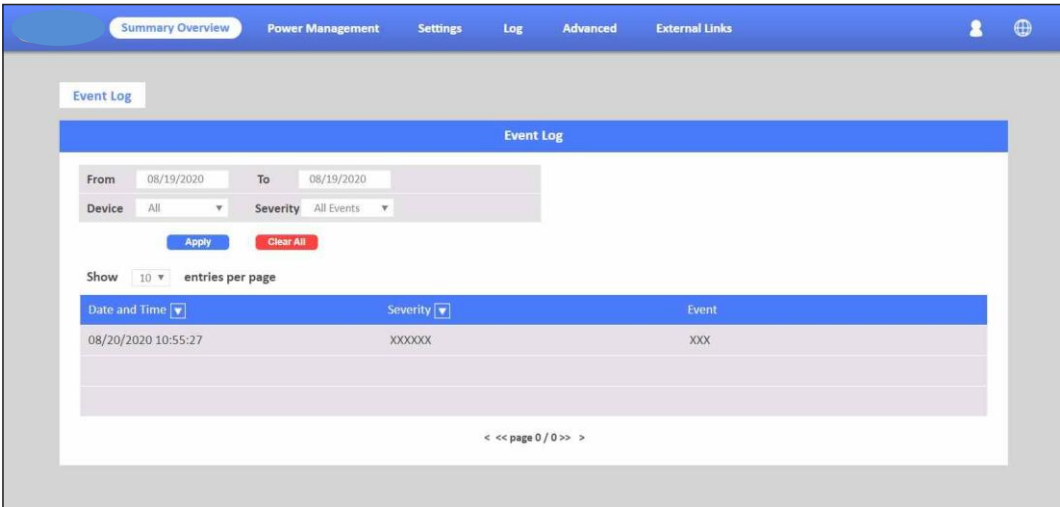 Summary Overview Power Management Settings Log Advanced External Links
Event Log
Event Log
From 08/19/2020 To 08/19/2020
Device All Severity All Events
Apply Clear All
Show 10 entries per page
Date and Time Severity Event
08/20/2020 10:55:27 XXXXXX XXX
< << page 0 / 0 >> >